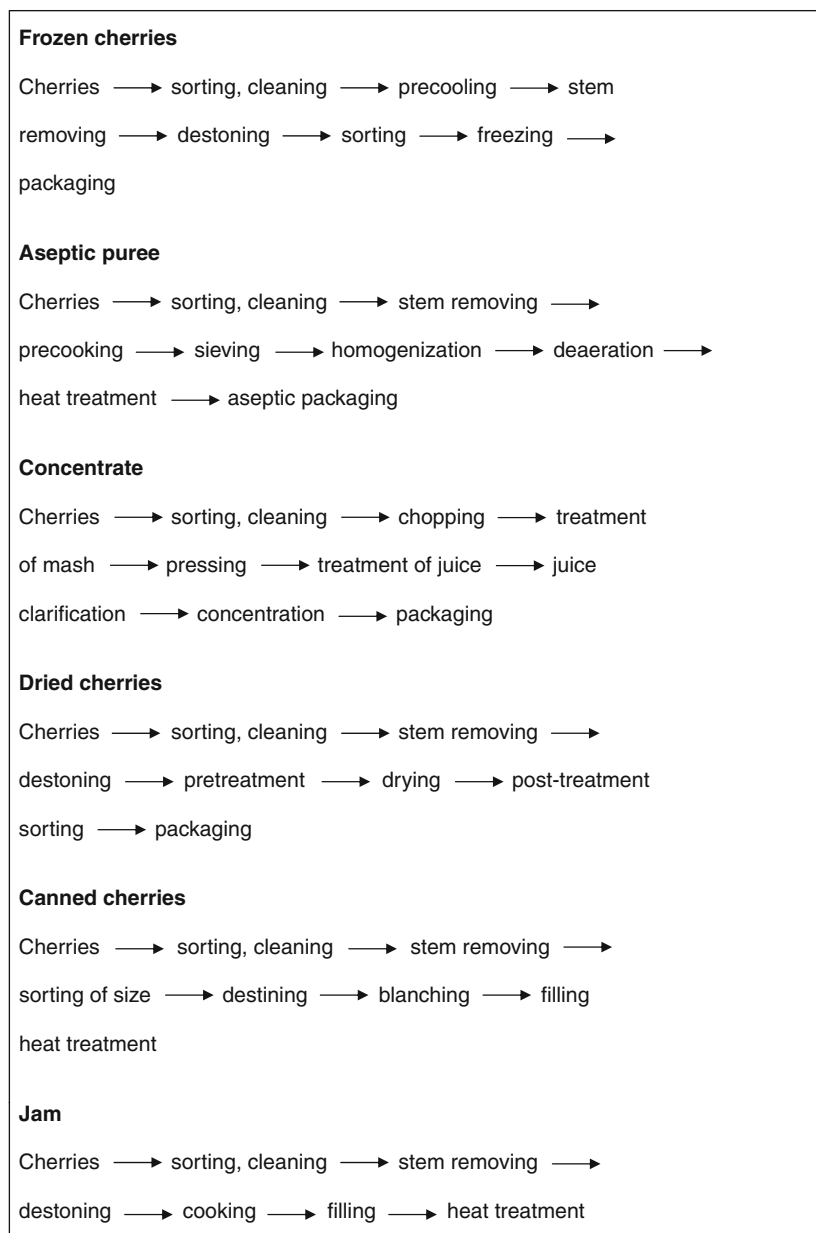 Frozen cherries
Cherries → sorting, cleaning → precooling → stem
removing → destoning → sorting → freezing →
packaging
Aseptic puree
Cherries → sorting, cleaning → stem removing →
precooking → sieving → homogenization → deaeration →
heat treatment → aseptic packaging
Concentrate
Cherries → sorting, cleaning → chopping → treatment
of mash → pressing → treatment of juice → juice
clarification → concentration → packaging
Dried cherries
Cherries → sorting, cleaning → stem removing →
destoning → pretreatment → drying → post-treatment
sorting → packaging
Canned cherries
Cherries → sorting, cleaning → stem removing →
sorting of size → destining → blanching → filling
heat treatment
Jam
Cherries → sorting, cleaning → stem removing →
destoning → cooking → filling → heat treatment